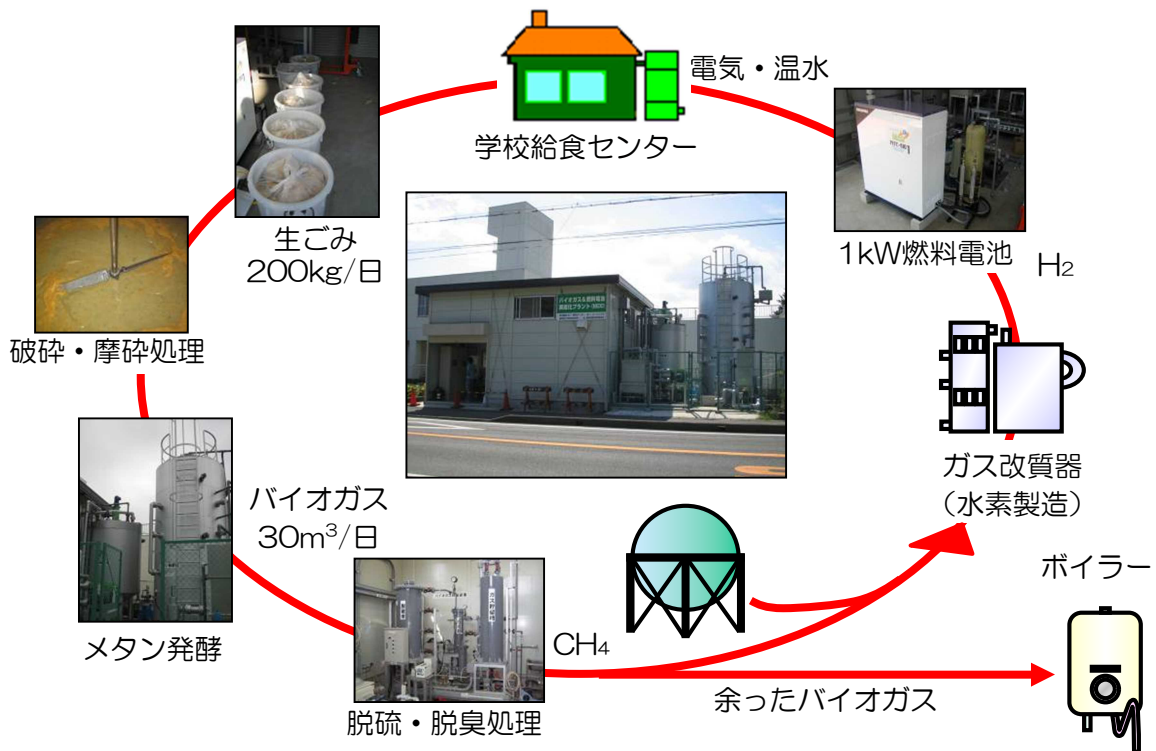 電気・温水
学校給食センター
生ごみ
200kg/日
1kW燃料電池
H₂
破砕・摩砕処理
ガス改質器
（水素製造）
バイオガス
30m³/日
ボイラー
メタン発酵
CH₄
余ったバイオガス
脱硫・脱臭処理